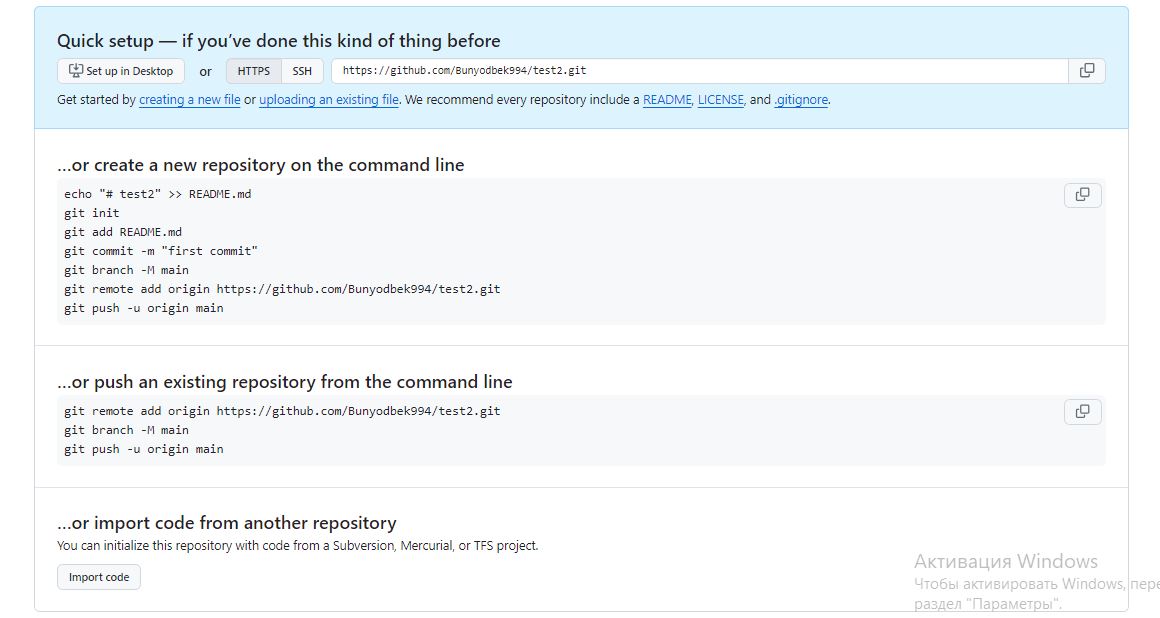 Quick setup — if you've done this kind of thing before
Set up in Desktop or HTTPS SSH https://github.com/Bunyodbek994/test2.git
Get started by creating a new file or uploading an existing file. We recommend every repository include a README, LICENSE, and .gitignore.
...or create a new repository on the command line
echo "# test2" >> README.md
git init
git add README.md
git commit -m "first commit"
git branch -M main
git remote add origin https://github.com/Bunyodbek994/test2.git
git push -u origin main
...or push an existing repository from the command line
git remote add origin https://github.com/Bunyodbek994/test2.git
git branch -M main
git push -u origin main
...or import code from another repository
You can initialize this repository with code from a Subversion, Mercurial, or TFS project.
Import code
Активация Windows
Чтобы активировать Windows, пере
раздел "Параметры".